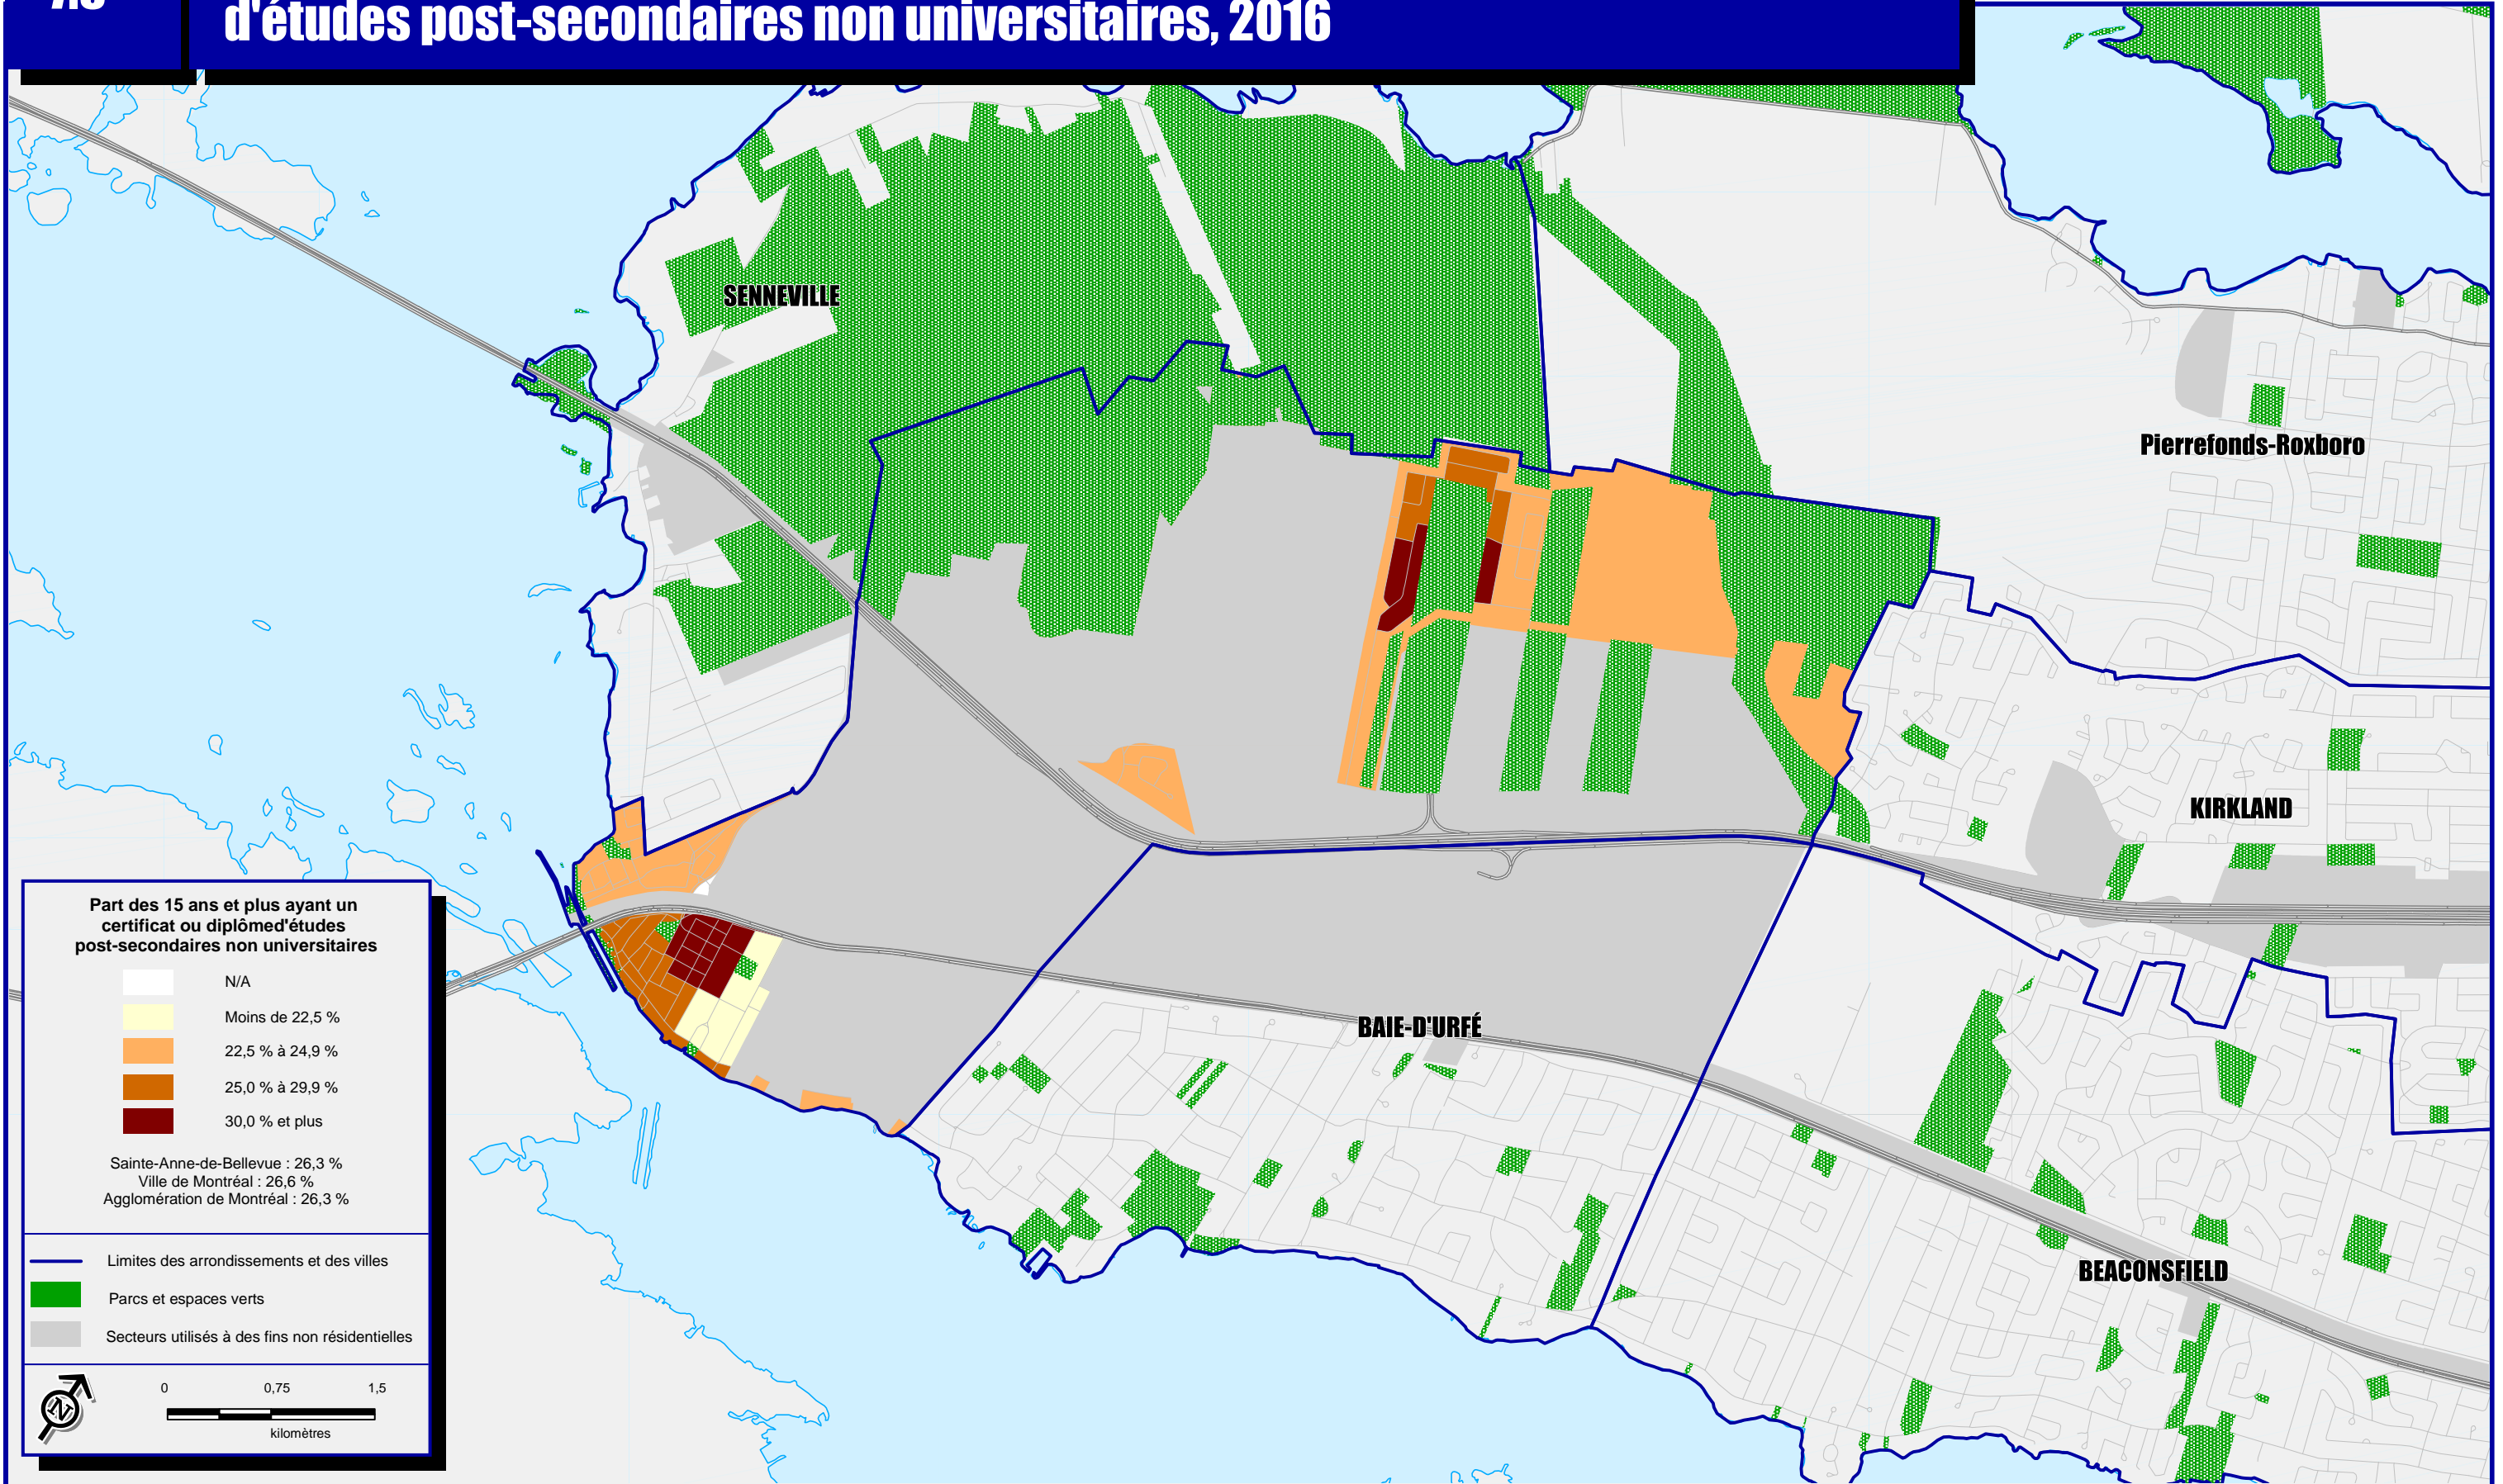 d'études post-secondaires non universitaires, 2016
SENNEVILLE
Pierrefonds-Roxboro
KIRKLAND
BAIE-D'URFÉ
BEACONSFIELD
Part des 15 ans et plus ayant un
certificat ou diplômed'études
post-secondaires non universitaires
N/A
Moins de 22,5 %
22,5 % à 24,9 %
25,0 % à 29,9 %
30,0 % et plus
Sainte-Anne-de-Bellevue : 26,3 %
Ville de Montréal : 26,6 %
Agglomération de Montréal : 26,3 %
Limites des arrondissements et des villes
Parcs et espaces verts
Secteurs utilisés à des fins non résidentielles
N
0 0,75 1,5
kilomètres